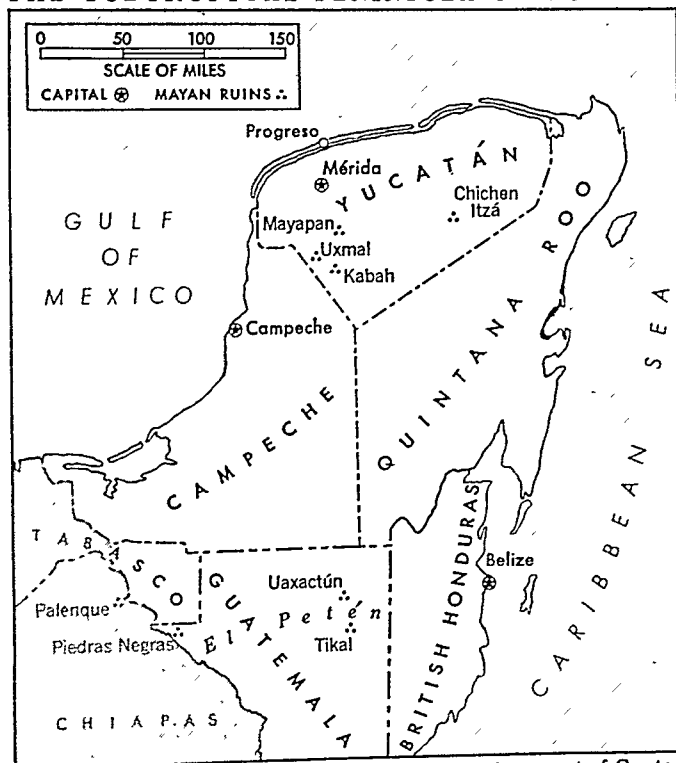 0 50 100 150
SCALE OF MILES
CAPITAL MAYAN RUINS
Progreso
Mérida
YUCATÁN
Chichen
Itzá
Mayapan
Uxmal
Kabah
GULF
OF
MEXICO
Campeche
QUINTANA ROO
CARIBBEAN SEA
CAMPECHE
TABASCO
BRITISH HONDURAS
Belize
Uaxactún
El Petén
Tikal
GUATEMALA
Palenque
Piedras Negras
CHIAPAS